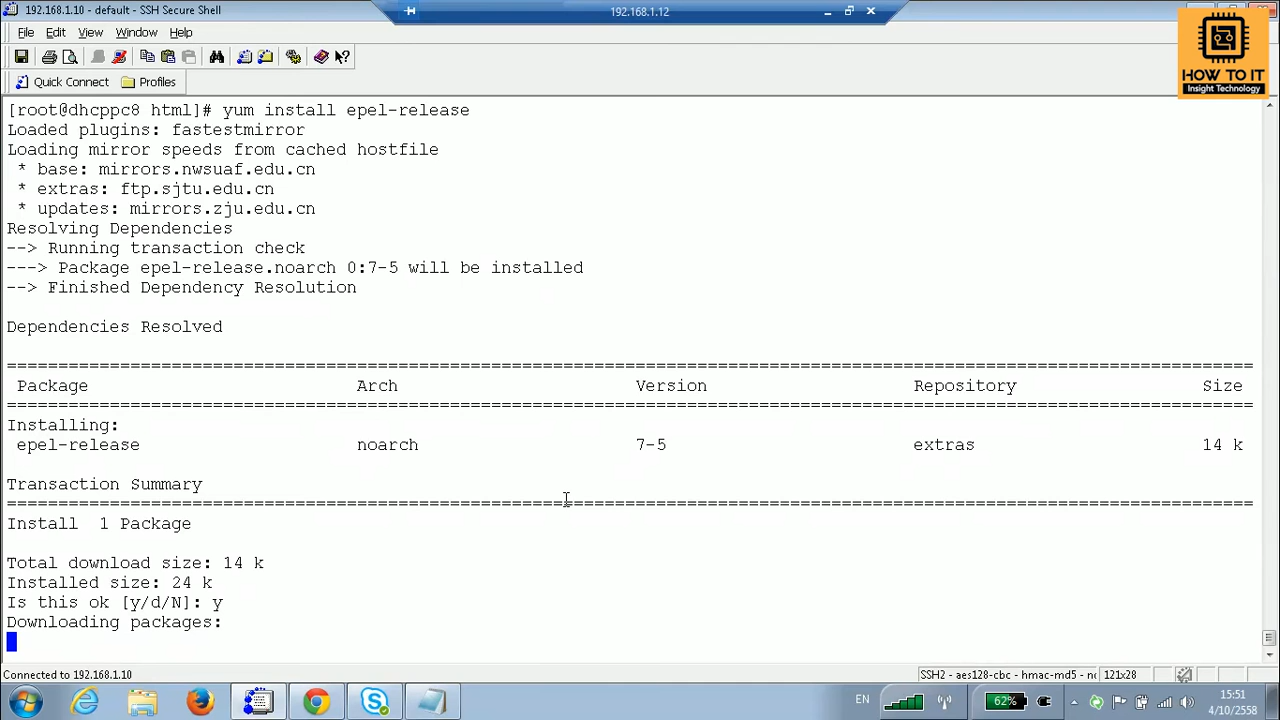 192.168.1.10 - default - SSH Secure Shell
192.168.1.12
File Edit View Window Help
Quick Connect Profiles
HOW TO IT
Insight Technology
[root@dhcppc8 html]# yum install epel-release
Loaded plugins: fastestmirror
Loading mirror speeds from cached hostfile
* base: mirrors.nwsuaf.edu.cn
* extras: ftp.sjtu.edu.cn
* updates: mirrors.zju.edu.cn
Resolving Dependencies
--> Running transaction check
---> Package epel-release.noarch 0:7-5 will be installed
--> Finished Dependency Resolution
Dependencies Resolved
Package Arch Version Repository Size
Installing:
epel-release noarch 7-5 extras 14 k
Transaction Summary
Install 1 Package
Total download size: 14 k
Installed size: 24 k
Is this ok [y/d/N]: y
Downloading packages:
Connected to 192.168.1.10
SSH2 - aes128-cbc - hmac-md5 - no
121x28
EN
62%
15:51
4/10/2558